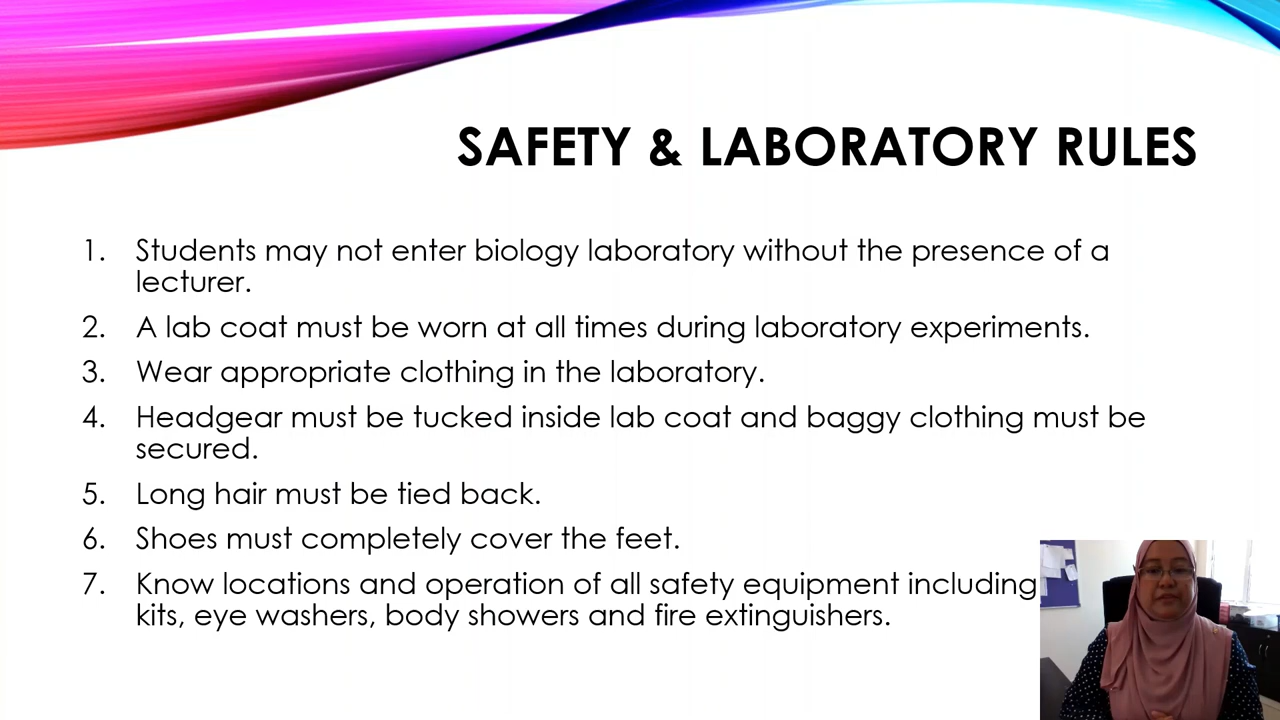 SAFETY & LABORATORY RULES
1. Students may not enter biology laboratory without the presence of a
lecturer.
2. A lab coat must be worn at all times during laboratory experiments.
3. Wear appropriate clothing in the laboratory.
4. Headgear must be tucked inside lab coat and baggy clothing must be
secured.
5. Long hair must be tied back.
6. Shoes must completely cover the feet.
7. Know locations and operation of all safety equipment including
kits, eye washers, body showers and fire extinguishers.